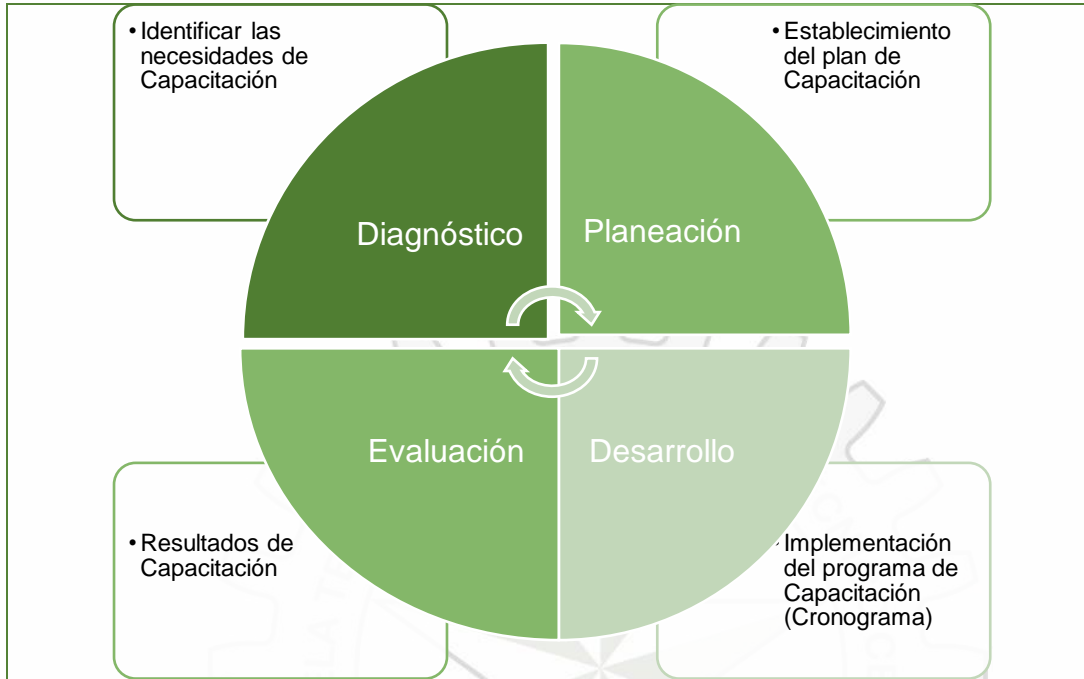 • Identificar las
necesidades de
Capacitación
• Establecimiento
del plan de
Capacitación
Diagnóstico
Planeación
Evaluación
Desarrollo
• Resultados de
Capacitación
• Implementación
del programa de
Capacitación
(Cronograma)